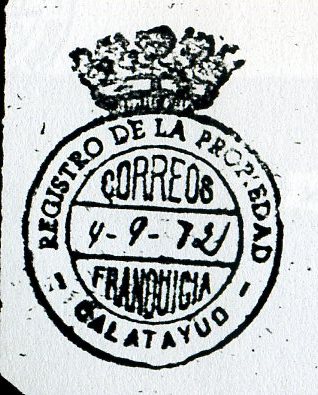 REGISTRO DE LA PROPIEDAD
CORREOS
4-9-72
FRANQUICIA
- CALATAYUD -